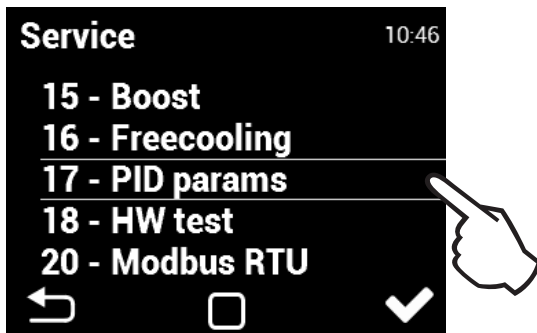 Service 10:46
15 - Boost
16 - Freecooling
17 - PID params
18 - HW test
20 - Modbus RTU